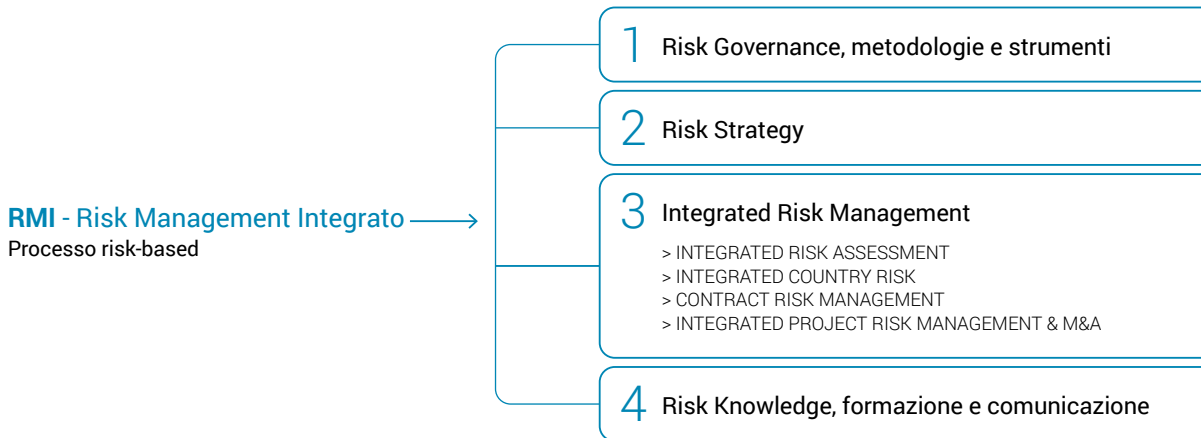 RMI - Risk Management Integrato
Processo risk-based
1 Risk Governance, metodologie e strumenti
2 Risk Strategy
3 Integrated Risk Management
> INTEGRATED RISK ASSESSMENT
> INTEGRATED COUNTRY RISK
> CONTRACT RISK MANAGEMENT
> INTEGRATED PROJECT RISK MANAGEMENT & M&A
4 Risk Knowledge, formazione e comunicazione